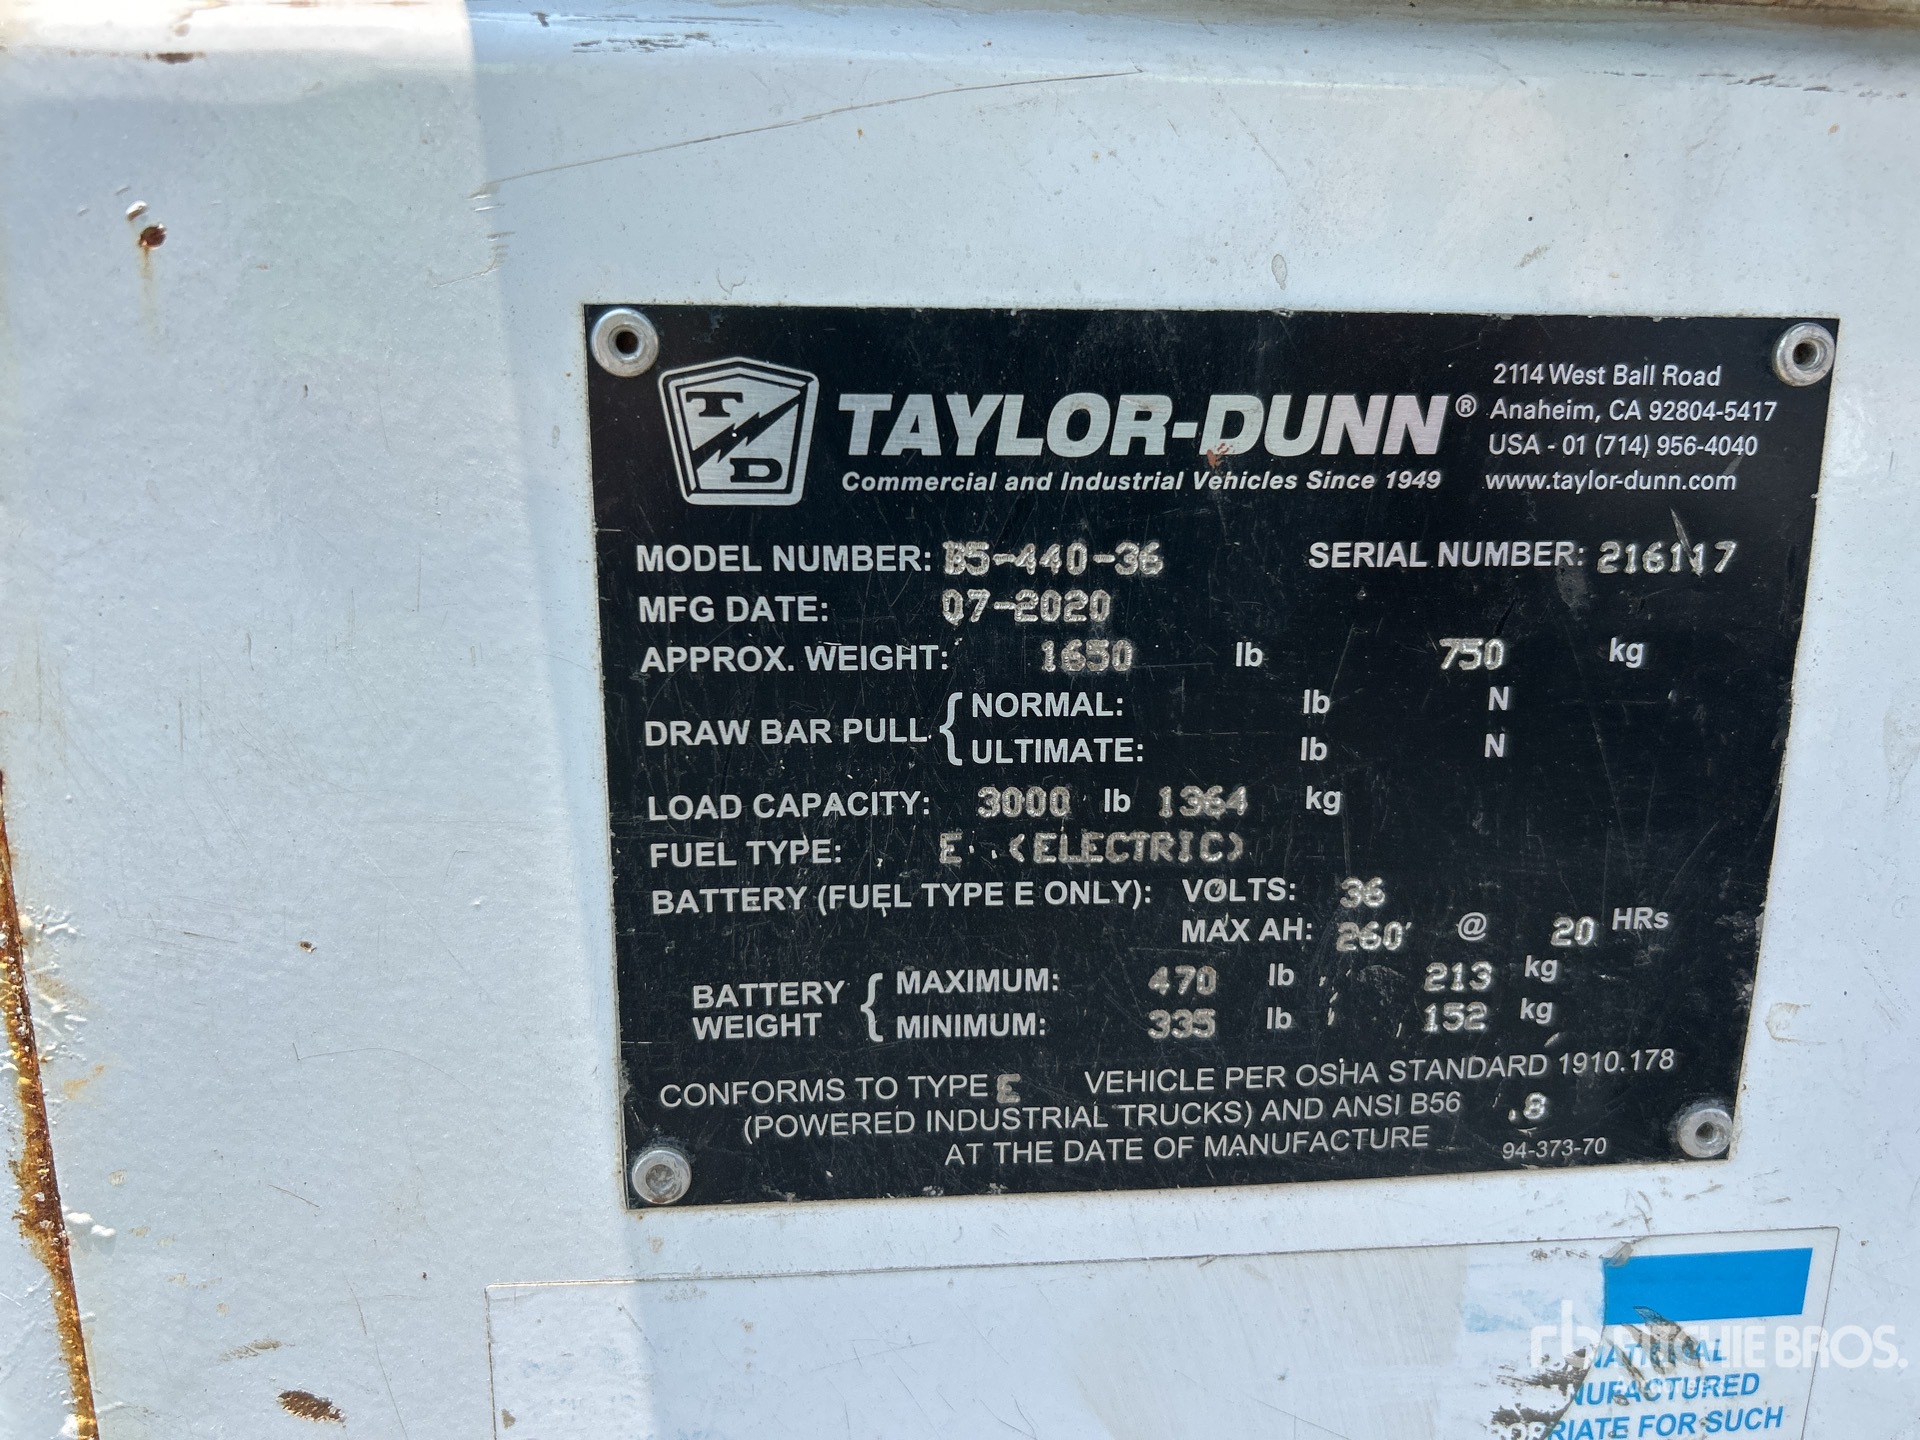 T D
TAYLOR-DUNN®
Commercial and Industrial Vehicles Since 1949
2114 West Ball Road
Anaheim, CA 92804-5417
USA - 01 (714) 956-4040
www.taylor-dunn.com
MODEL NUMBER: B5-440-36 SERIAL NUMBER: 216117
MFG DATE: 07-2020
APPROX. WEIGHT: 1650 lb 750 kg
DRAW BAR PULL { NORMAL: lb N
ULTIMATE: lb N
LOAD CAPACITY: 3000 lb 1364 kg
FUEL TYPE: E (ELECTRIC)
BATTERY (FUEL TYPE E ONLY): VOLTS: 36
MAX AH: 260 @ 20 HRs
BATTERY WEIGHT { MAXIMUM: 470 lb 213 kg
MINIMUM: 335 lb 152 kg
CONFORMS TO TYPE E VEHICLE PER OSHA STANDARD 1910.178
(POWERED INDUSTRIAL TRUCKS) AND ANSI B56 .8
AT THE DATE OF MANUFACTURE 94-373-70
rb RITCHIE BROS.
NATIONAL
NUFACTURED
PRIATE FOR SUCH